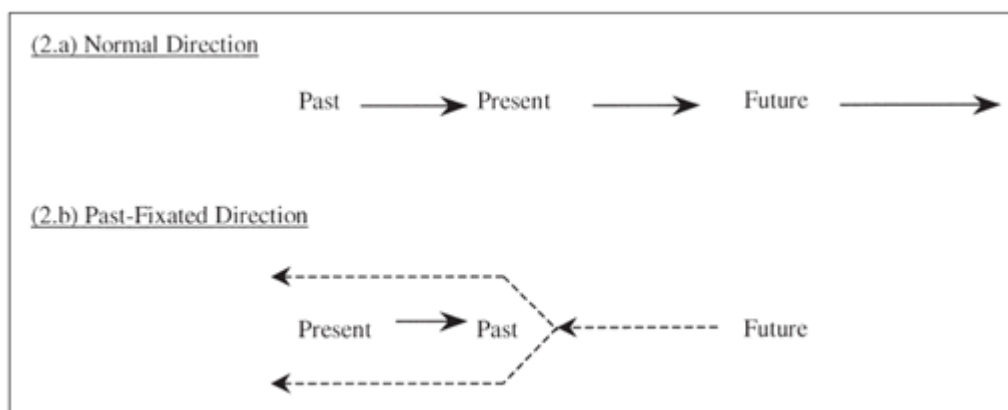 (2.a) Normal Direction
Past Present Future
(2.b) Past-Fixated Direction
Present Past Future